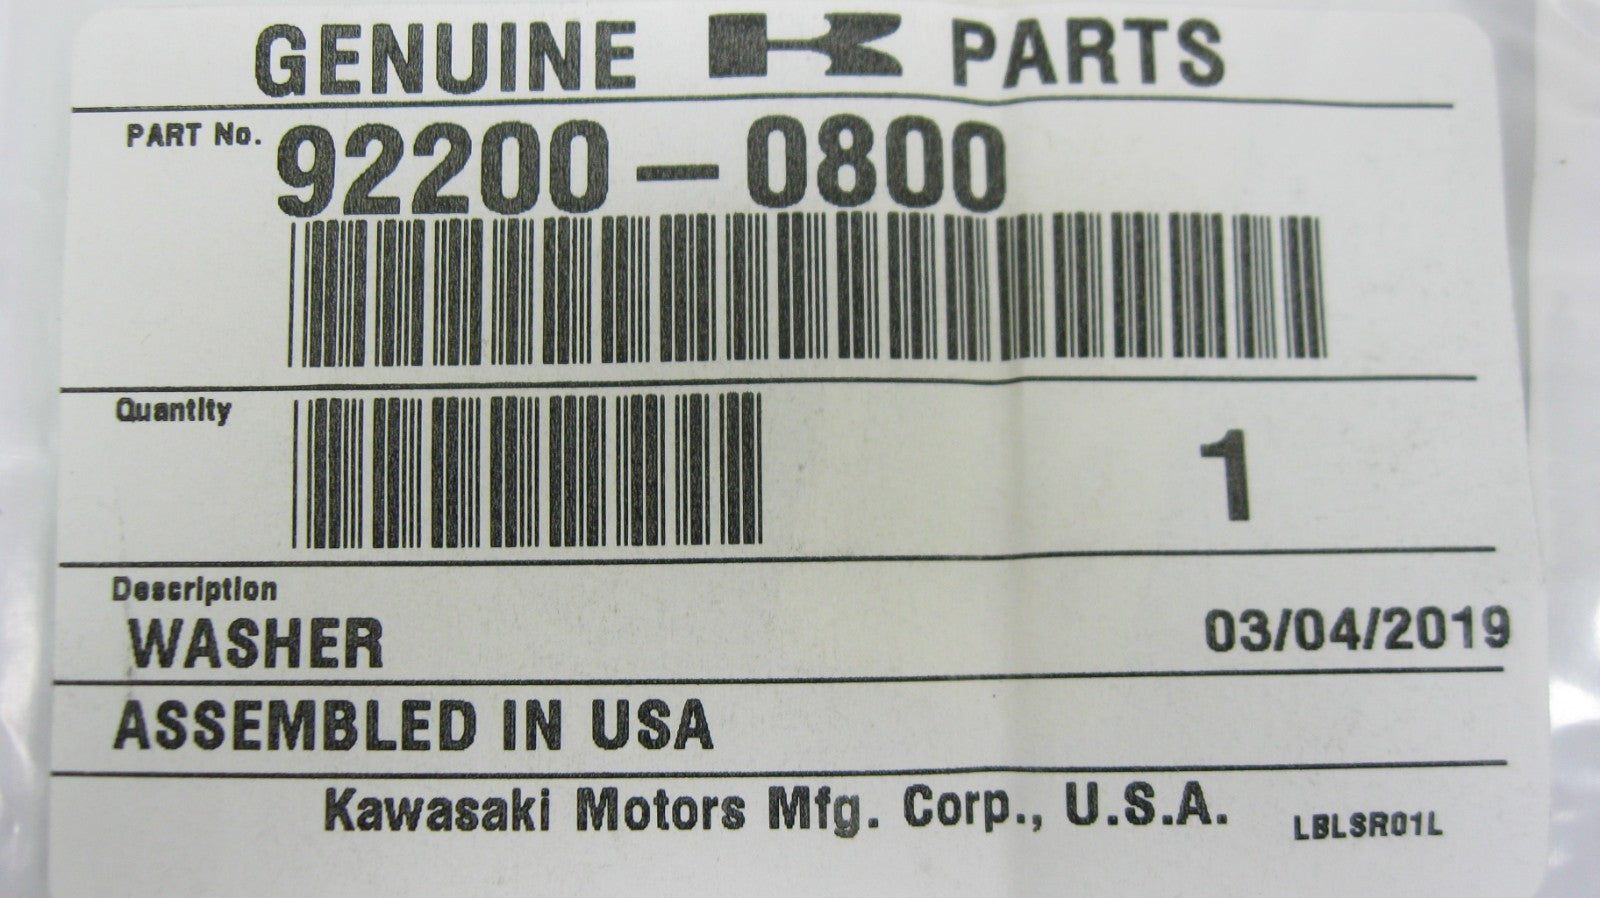 GENUINE K PARTS
PART No. 92200-0800
Quantity 1
Description
WASHER 03/04/2019
ASSEMBLED IN USA
Kawasaki Motors Mfg. Corp., U.S.A. LBLSR01L